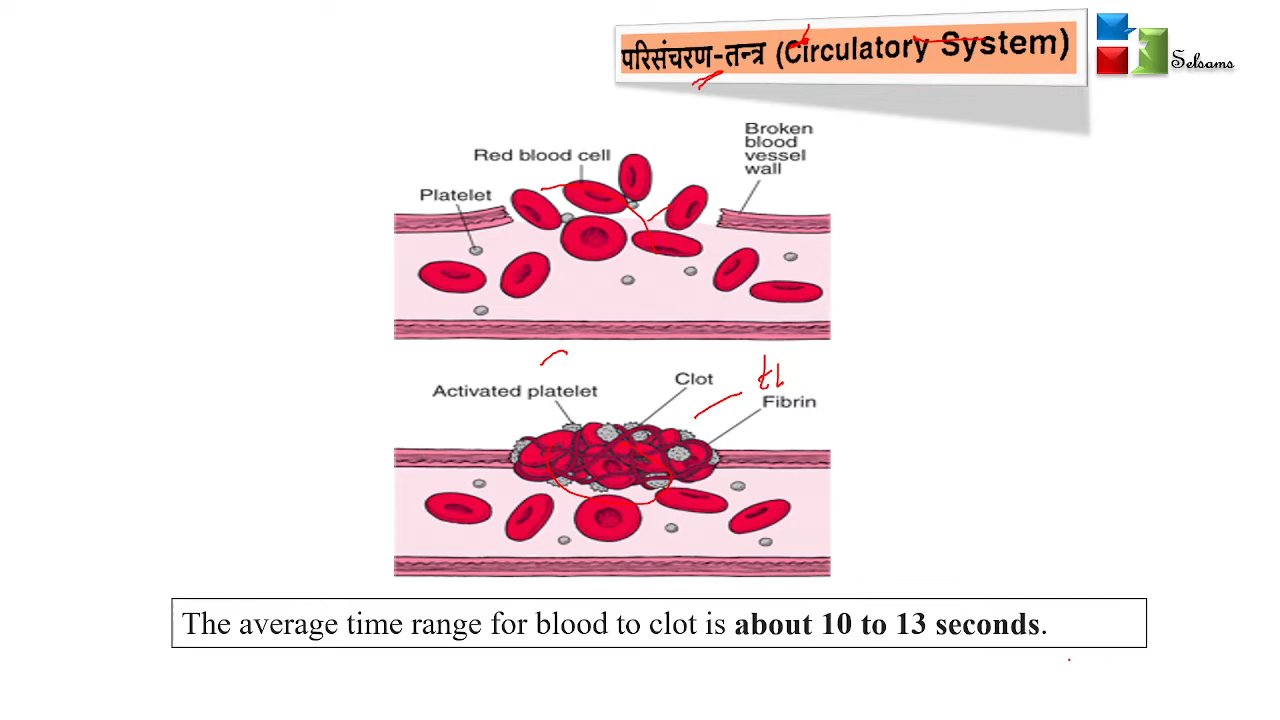 परिसंचरण-तन्त्र (Circulatory System)
Selsams
Broken
blood
vessel
wall
Red blood cell
Platelet
Clot
Activated platelet
Fibrin
The average time range for blood to clot is about 10 to 13 seconds.